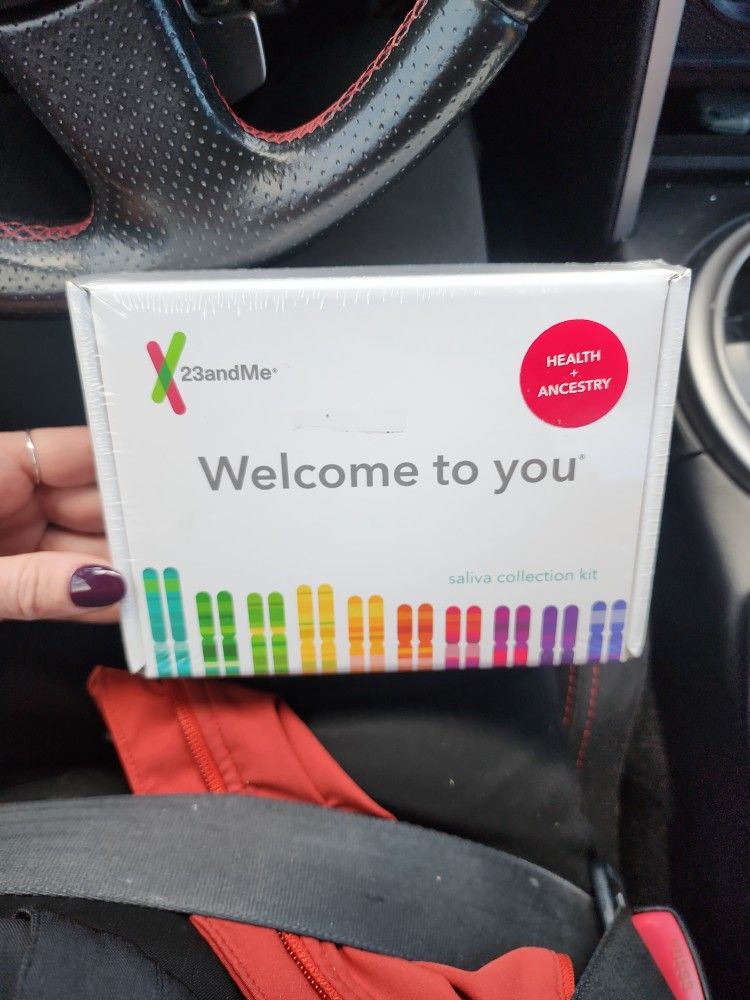 23andMe®
HEALTH
+
ANCESTRY
Welcome to you®
saliva collection kit